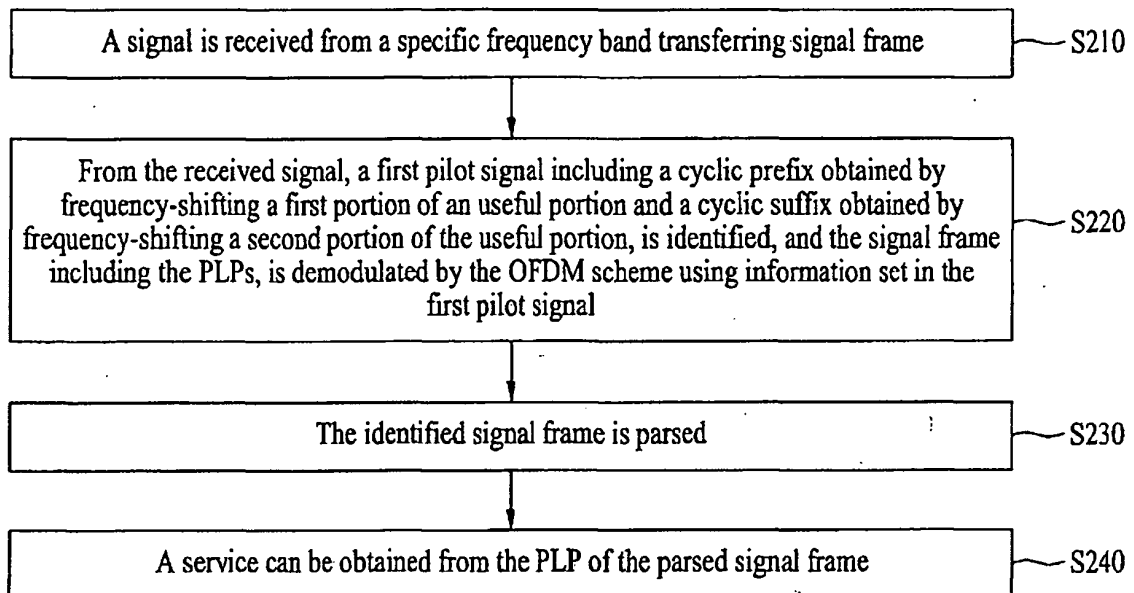 A signal is received from a specific frequency band transferring signal frame
S210
From the received signal, a first pilot signal including a cyclic prefix obtained by
frequency-shifting a first portion of an useful portion and a cyclic suffix obtained by
frequency-shifting a second portion of the useful portion, is identified, and the signal frame
including the PLPs, is demodulated by the OFDM scheme using information set in the
first pilot signal
S220
The identified signal frame is parsed
S230
A service can be obtained from the PLP of the parsed signal frame
S240